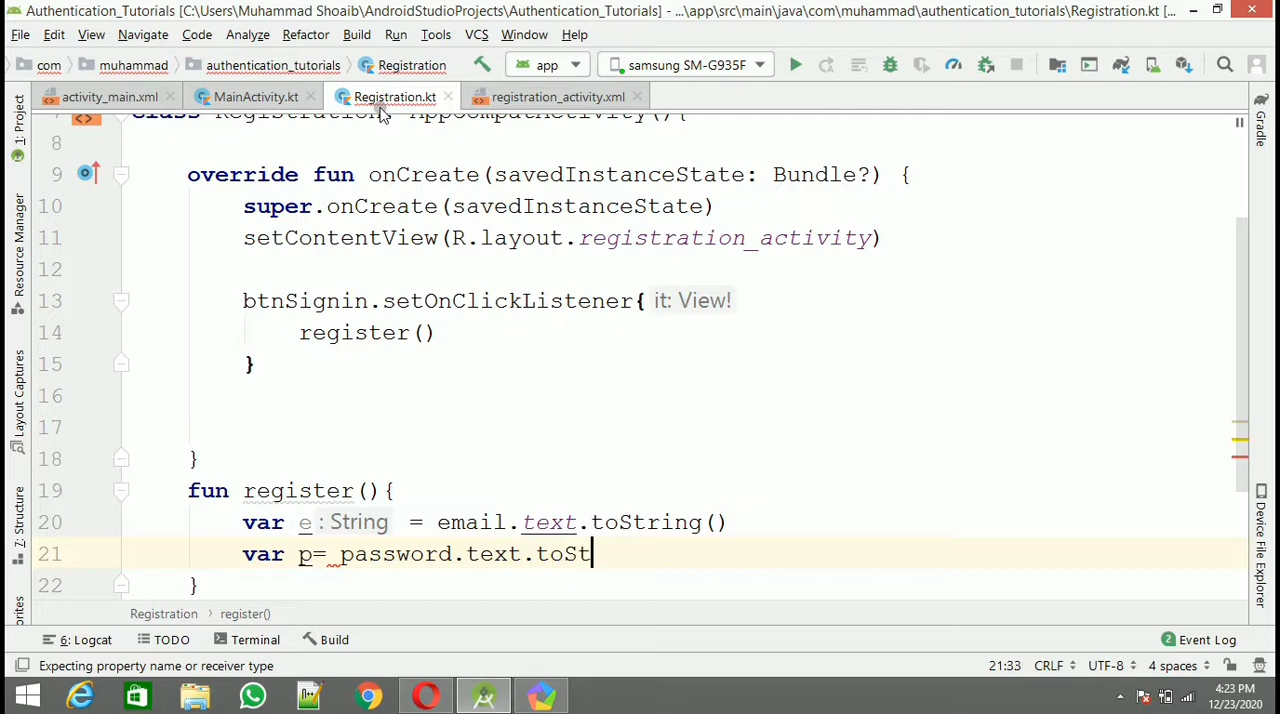 Authentication_Tutorials [C:\Users\Muhammad Shoaib\AndroidStudioProjects\Authentication_Tutorials] - ...\app\src\main\java\com\muhammad\authentication_tutorials\Registration.kt [...
File Edit View Navigate Code Analyze Refactor Build Run Tools VCS Window Help
com muhammad authentication_tutorials Registration app samsung SM-G935F
activity_main.xml MainActivity.kt Registration.kt registration_activity.xml
class Registration : AppCompatActivity(){
8
9 override fun onCreate(savedInstanceState: Bundle?) {
10 super.onCreate(savedInstanceState)
11 setContentView(R.layout.registration_activity)
12
13 btnSignin.setOnClickListener{ it: View!
14 register()
15 }
16
17
18 }
19 fun register(){
20 var e : String = email.text.toString()
21 var p= password.text.toSt
22 }
Registration › register()
1: Project
Resource Manager
Layout Captures
7: Structure
orites
Gradle
Device File Explorer
6: Logcat TODO Terminal Build 2 Event Log
Expecting property name or receiver type 21:33 CRLF UTF-8 4 spaces
4:23 PM
12/23/2020